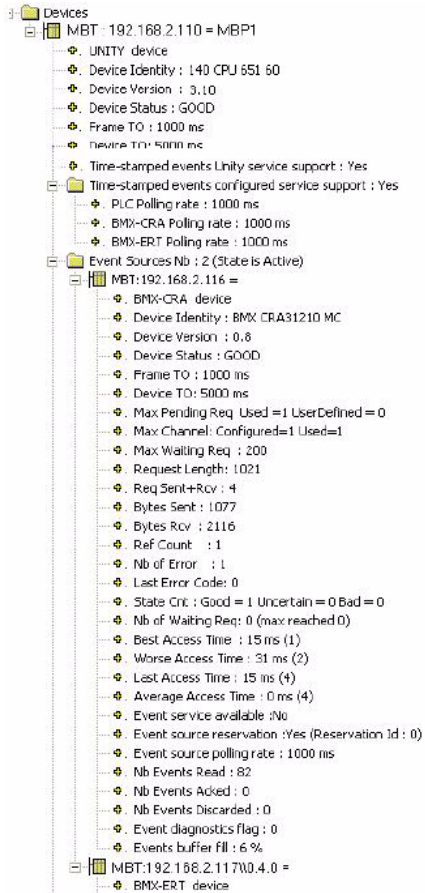 Devices
MBT : 192.168.2.110 = MBP1
UNITY device
Device Identity : 140 CPU 651 60
Device Version : 3.10
Device Status : GOOD
Frame TO : 1000 ms
Device TO: 5000 ms
Time-stamped events Unity service support : Yes
Time-stamped events configured service support : Yes
PLC Polling rate : 1000 ms
BMX-CRA Polling rate : 1000 ms
BMX-ERT Polling rate : 1000 ms
Event Sources Nb : 2 (State is Active)
MBT:192.168.2.116 =
BMX-CRA device
Device Identity : BMX CRA31210 MC
Device Version : 0.8
Device Status : GOOD
Frame TO : 1000 ms
Device TO: 5000 ms
Max Pending Req Used =1 UserDefined = 0
Max Channel: Configured=1 Used=1
Max Waiting Req : 200
Request Length: 1021
Req Sent+Rcv : 4
Bytes Sent : 1077
Bytes Rcv : 2116
Ref Count : 1
Nb of Error : 1
Last Error Code: 0
State Cnt : Good = 1 Uncertain = 0 Bad = 0
Nb of Waiting Req: 0 (max reached 0)
Best Access Time : 15 ms (1)
Worse Access Time : 31 ms (2)
Last Access Time : 15 ms (4)
Average Access Time : 0 ms (4)
Event service available :No
Event source reservation :Yes (Reservation Id : 0)
Event source polling rate : 1000 ms
Nb Events Read : 82
Nb Events Acked : 0
Nb Events Discarded : 0
Event diagnostics flag : 0
Events buffer fill : 6 %
MBT:192.168.2.117\\0.4.0 =
BMX-ERT device